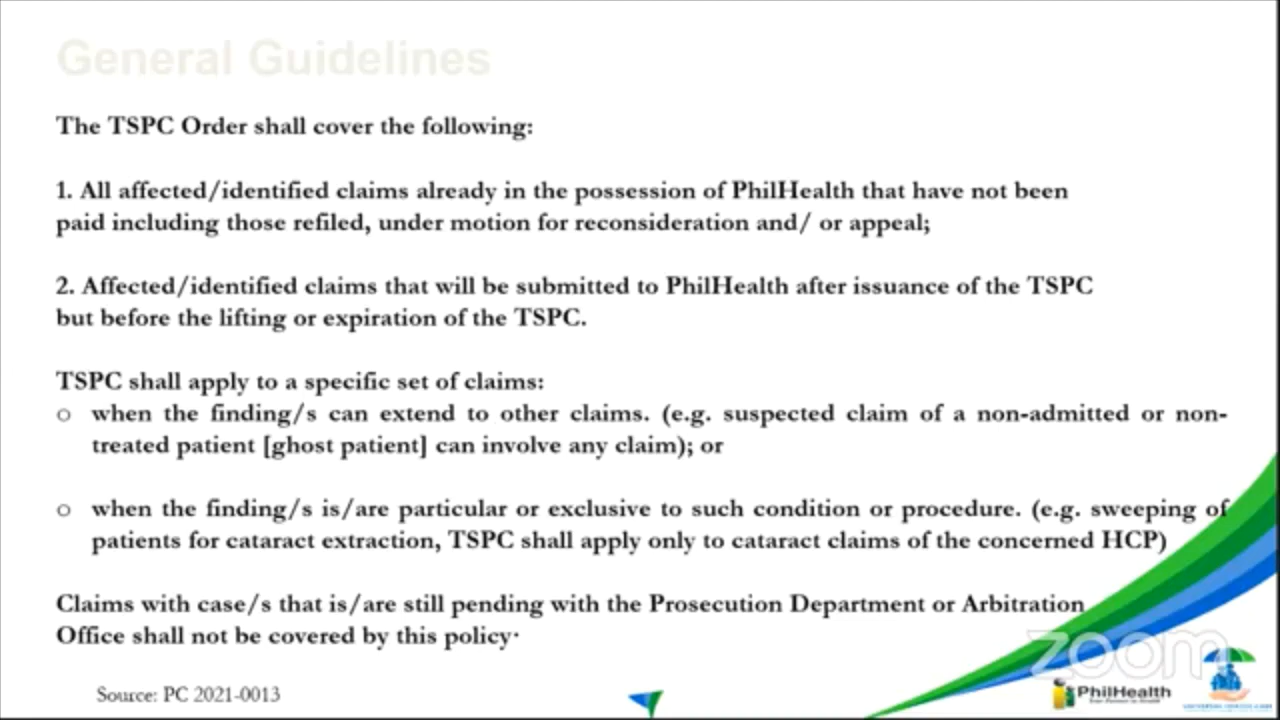 General Guidelines
The TSPC Order shall cover the following:
1. All affected/identified claims already in the possession of PhilHealth that have not been
paid including those refiled, under motion for reconsideration and/ or appeal;
2. Affected/identified claims that will be submitted to PhilHealth after issuance of the TSPC
but before the lifting or expiration of the TSPC.
TSPC shall apply to a specific set of claims:
○ when the finding/s can extend to other claims. (e.g. suspected claim of a non-admitted or non-
treated patient [ghost patient] can involve any claim); or
○ when the finding/s is/are particular or exclusive to such condition or procedure. (e.g. sweeping of
patients for cataract extraction, TSPC shall apply only to cataract claims of the concerned HCP)
Claims with case/s that is/are still pending with the Prosecution Department or Arbitration
Office shall not be covered by this policy·
zoom
Source: PC 2021-0013
PhilHealth